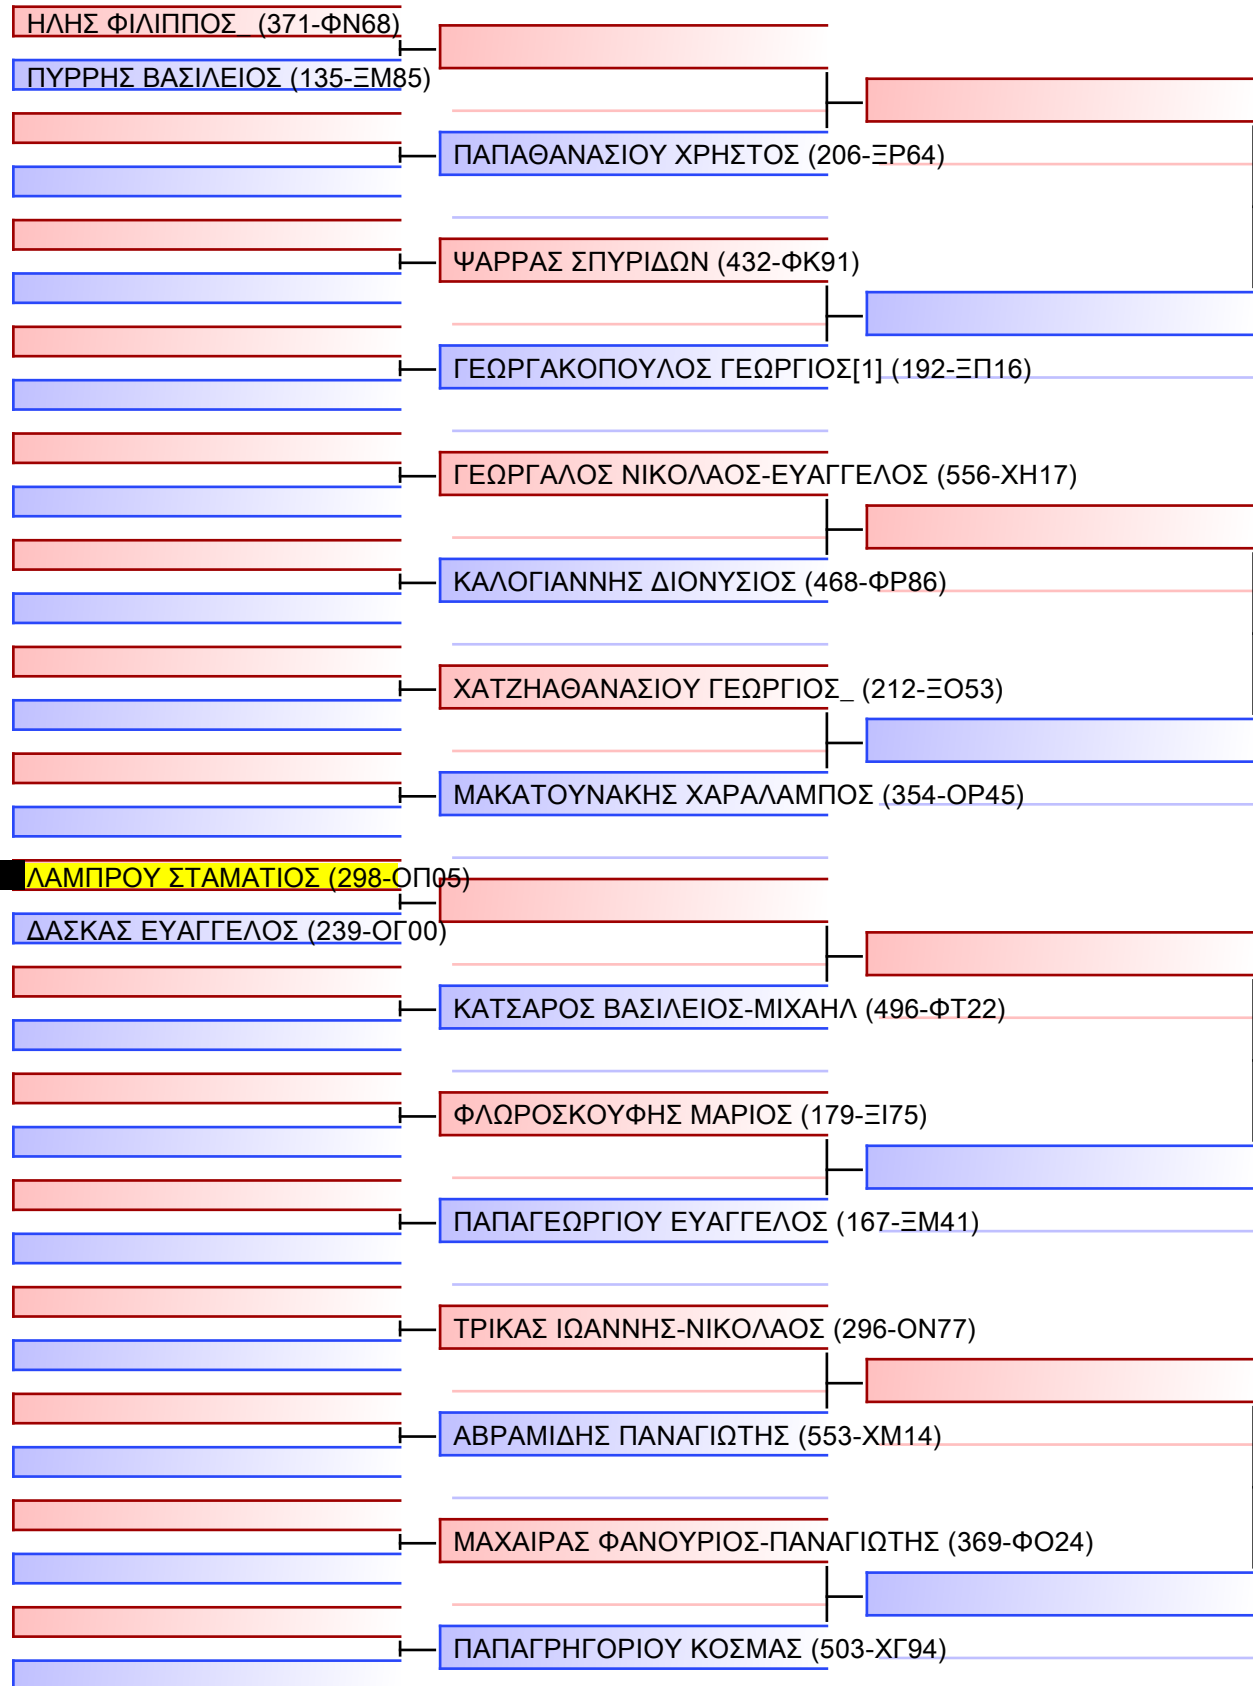 ΗΛΗΣ ΦΙΛΙΠΠΟΣ_ (371-ΦΝ68)
ΠΥΡΡΗΣ ΒΑΣΙΛΕΙΟΣ (135-ΞΜ85)
ΠΑΠΑΘΑΝΑΣΙΟΥ ΧΡΗΣΤΟΣ (206-ΞΡ64)
ΨΑΡΡΑΣ ΣΠΥΡΙΔΩΝ (432-ΦΚ91)
ΓΕΩΡΓΑΚΟΠΟΥΛΟΣ ΓΕΩΡΓΙΟΣ[1] (192-ΞΠ16)
ΓΕΩΡΓΑΛΟΣ ΝΙΚΟΛΑΟΣ-ΕΥΑΓΓΕΛΟΣ (556-ΧΗ17)
ΚΑΛΟΓΙΑΝΝΗΣ ΔΙΟΝΥΣΙΟΣ (468-ΦΡ86)
ΧΑΤΖΗΑΘΑΝΑΣΙΟΥ ΓΕΩΡΓΙΟΣ_ (212-ΞΟ53)
ΜΑΚΑΤΟΥΝΑΚΗΣ ΧΑΡΑΛΑΜΠΟΣ (354-ΟΡ45)
ΛΑΜΠΡΟΥ ΣΤΑΜΑΤΙΟΣ (298-ΟΠ05)
ΔΑΣΚΑΣ ΕΥΑΓΓΕΛΟΣ (239-ΟΓ00)
ΚΑΤΣΑΡΟΣ ΒΑΣΙΛΕΙΟΣ-ΜΙΧΑΗΛ (496-ΦΤ22)
ΦΛΩΡΟΣΚΟΥΦΗΣ ΜΑΡΙΟΣ (179-ΞΙ75)
ΠΑΠΑΓΕΩΡΓΙΟΥ ΕΥΑΓΓΕΛΟΣ (167-ΞΜ41)
ΤΡΙΚΑΣ ΙΩΑΝΝΗΣ-ΝΙΚΟΛΑΟΣ (296-ΟΝ77)
ΑΒΡΑΜΙΔΗΣ ΠΑΝΑΓΙΩΤΗΣ (553-ΧΜ14)
ΜΑΧΑΙΡΑΣ ΦΑΝΟΥΡΙΟΣ-ΠΑΝΑΓΙΩΤΗΣ (369-ΦΟ24)
ΠΑΠΑΓΡΗΓΟΡΙΟΥ ΚΟΣΜΑΣ (503-ΧΓ94)